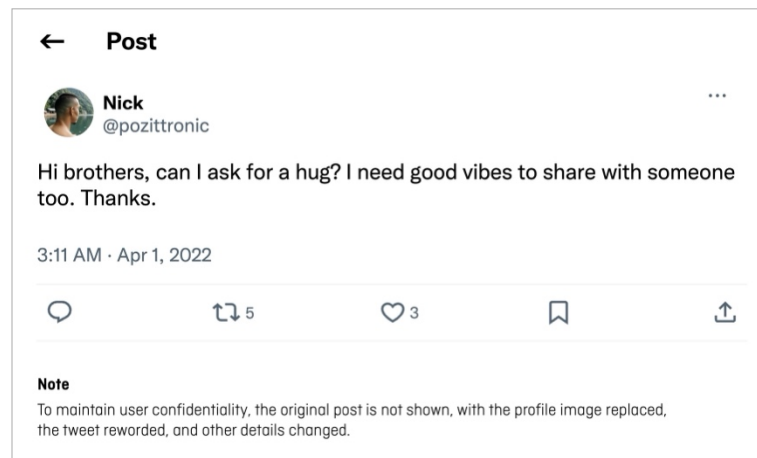 Post
Nick
@pozittronic
Hi brothers, can I ask for a hug? I need good vibes to share with someone
too. Thanks.
3:11 AM · Apr 1, 2022
5
3
Note
To maintain user confidentiality, the original post is not shown, with the profile image replaced,
the tweet reworded, and other details changed.